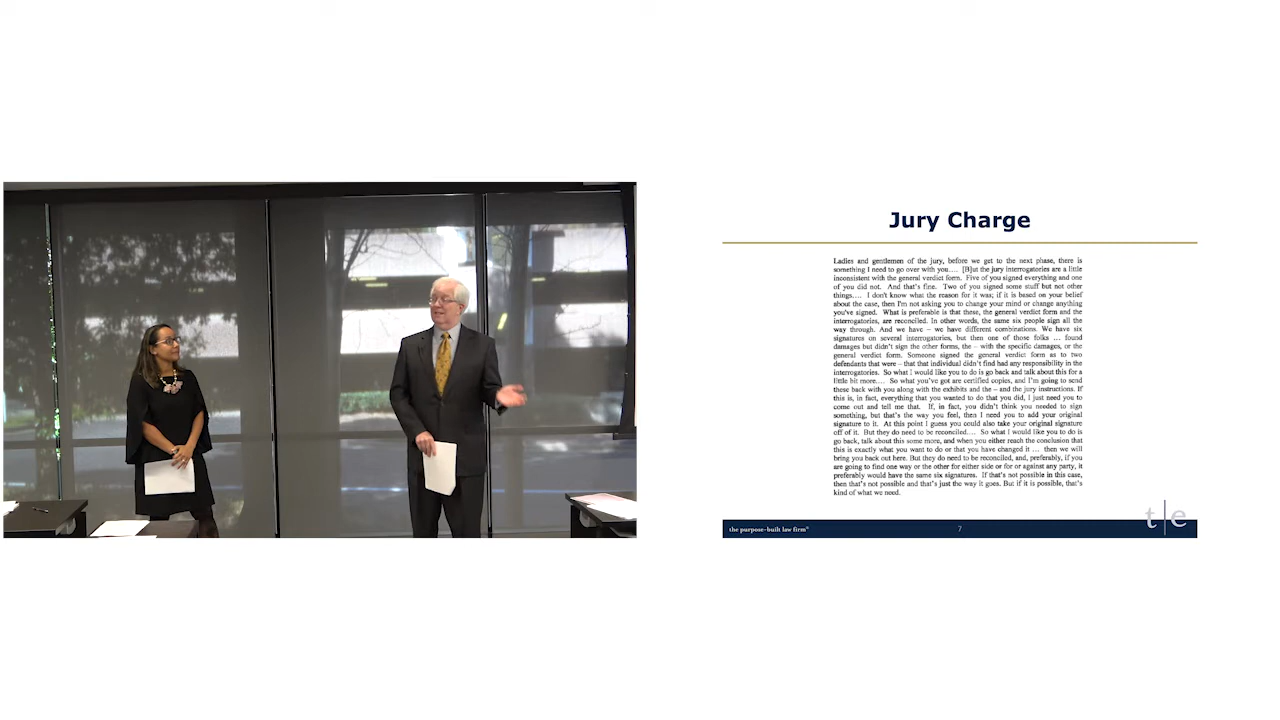 Jury Charge
Ladies and gentlemen of the jury, before we get to the next phase, there is
something I need to go over with you…. [B]ut the jury interrogatories are a little
inconsistent with the general verdict form. Five of you signed everything and one
of you did not. And that's fine. Two of you signed some stuff but not other
things…. I don't know what the reason for it was; if it is based on your belief
about the case, then I'm not asking you to change your mind or change anything
you've signed. What is preferable is that these, the general verdict form and the
interrogatories, are reconciled. In other words, the same six people sign all the
way through. And we have – we have different combinations. We have six
signatures on several interrogatories, but then one of those folks … found
damages but didn't sign the other forms, the – with the specific damages, or the
general verdict form. Someone signed the general verdict form as to two
defendants that were – that that individual didn't find had any responsibility in the
interrogatories. So what I would like you to do is go back and talk about this for a
little bit more…. So what you've got are certified copies, and I'm going to send
these back with you along with the exhibits and the – and the jury instructions. If
this is, in fact, everything that you wanted to do that you did, I just need you to
come out and tell me that. If, in fact, you didn't think you needed to sign
something, but that's the way you feel, then I need you to add your original
signature to it. At this point I guess you could also take your original signature
off of it. But they do need to be reconciled…. So what I would like you to do is
go back, talk about this some more, and when you either reach the conclusion that
this is exactly what you want to do or that you have changed it … then we will
bring you back out here. But they do need to be reconciled, and, preferably, if you
are going to find one way or the other for either side or for or against any party, it
preferably would have the same six signatures. If that's not possible in this case,
then that's not possible and that's just the way it goes. But if it is possible, that's
kind of what we need.
the purpose-built law firm®
7
t|e